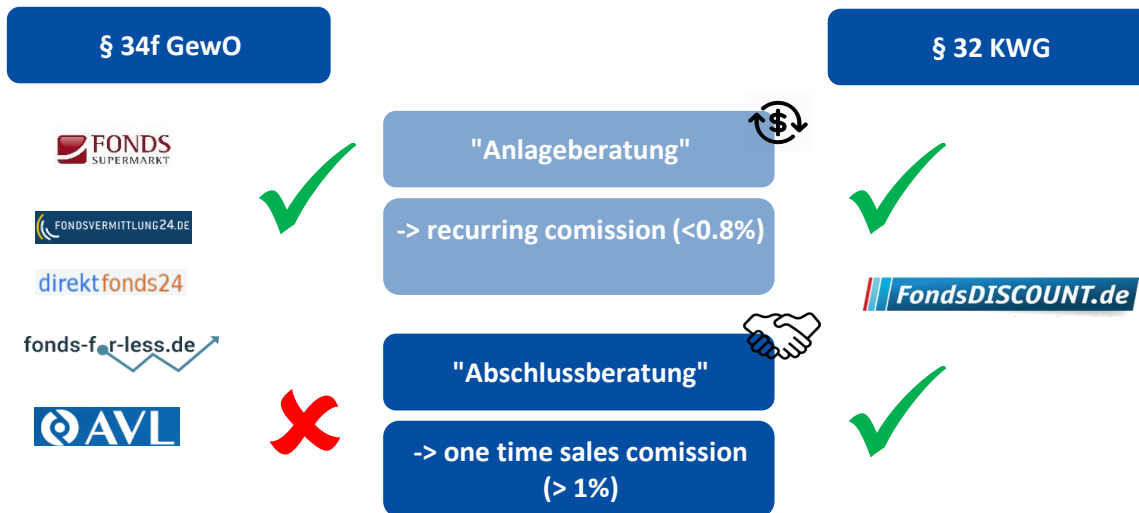 § 34f GewO
§ 32 KWG
FONDS
SUPERMARKT
FONDSVERMITTLUNG24.DE
direktfonds24
fonds-for-less.de
AVL
"Anlageberatung"
$
-> recurring comission (<0.8%)
"Abschlussberatung"
-> one time sales comission
(> 1%)
FondsDISCOUNT.de